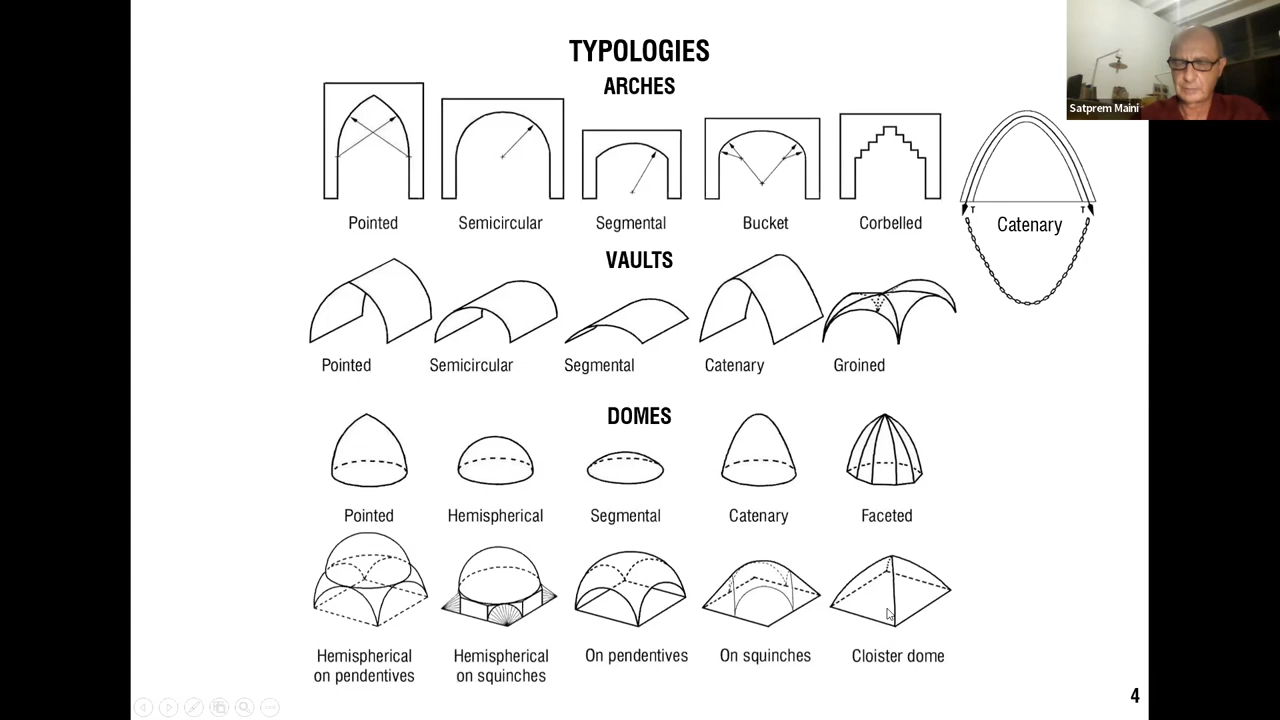 TYPOLOGIES
ARCHES
Satprem Maini
Pointed
Semicircular
Segmental
Bucket
Corbelled
T
T
Catenary
VAULTS
Pointed
Semicircular
Segmental
Catenary
Groined
DOMES
Pointed
Hemispherical
Segmental
Catenary
Faceted
Hemispherical
on pendentives
Hemispherical
on squinches
On pendentives
On squinches
Cloister dome
4